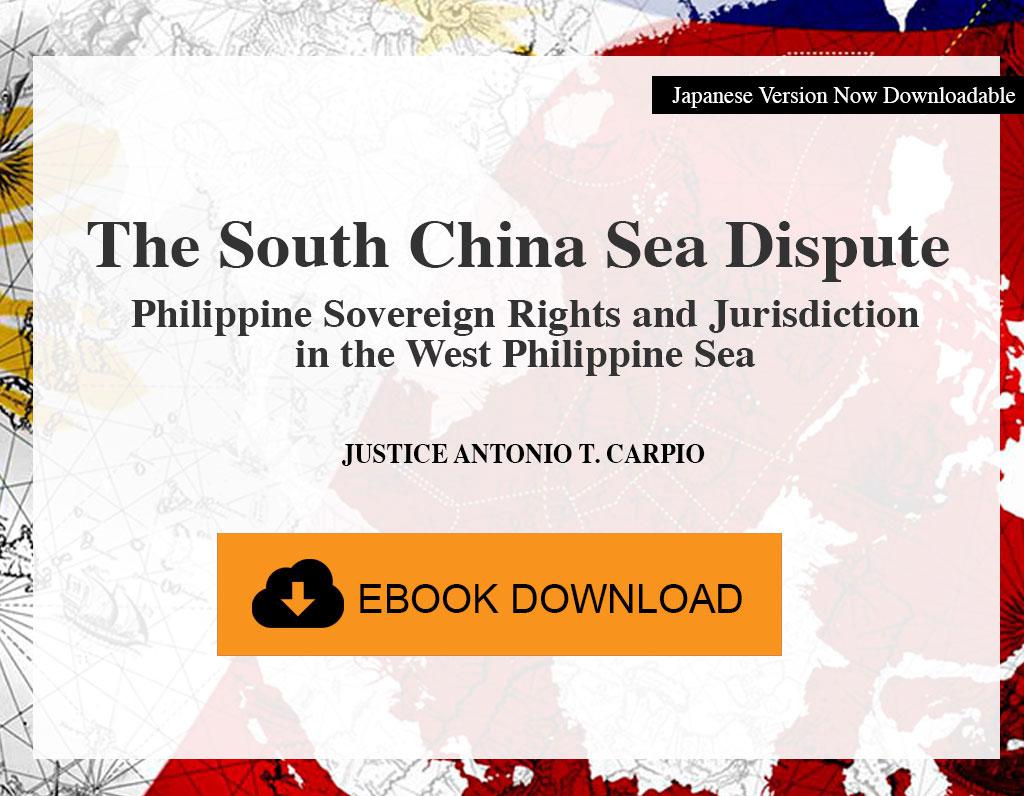 Japanese Version Now Downloadable
The South China Sea Dispute
Philippine Sovereign Rights and Jurisdiction
in the West Philippine Sea
JUSTICE ANTONIO T. CARPIO
EBOOK DOWNLOAD